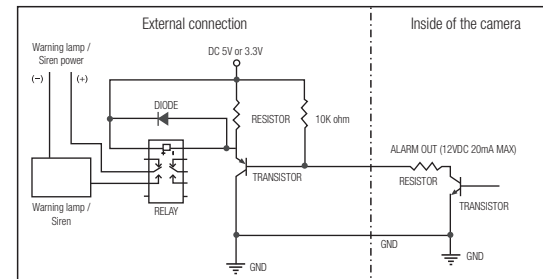 External connection
Inside of the camera
Warning lamp /
Siren power
(−)
(+)
DC 5V or 3.3V
DIODE
RESISTOR
10K ohm
ALARM OUT (12VDC 20mA MAX)
RESISTOR
TRANSISTOR
TRANSISTOR
Warning lamp /
Siren
RELAY
GND
GND
GND